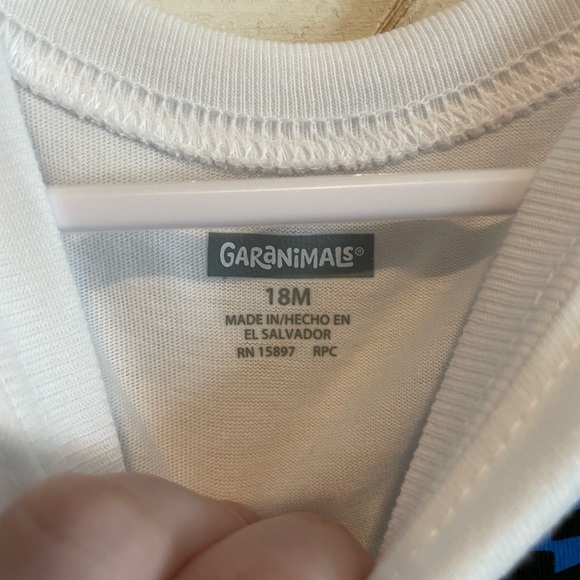 GARANIMALS®
18M
MADE IN/HECHO EN
EL SALVADOR
RN 15897 RPC